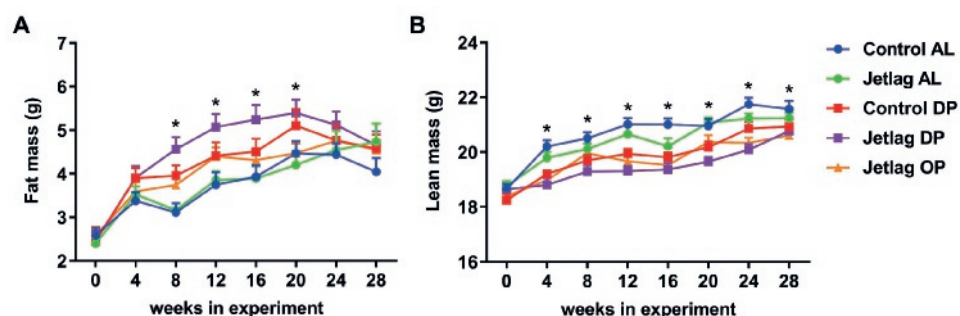 A
Fat mass (g)
7
6
5
4
3
2
* * * *
0 4 8 12 16 20 24 28
weeks in experiment
B
Lean mass (g)
24
22
20
18
16
* * * * * * *
0 4 8 12 16 20 24 28
weeks in experiment
Control AL
Jetlag AL
Control DP
Jetlag DP
Jetlag OP